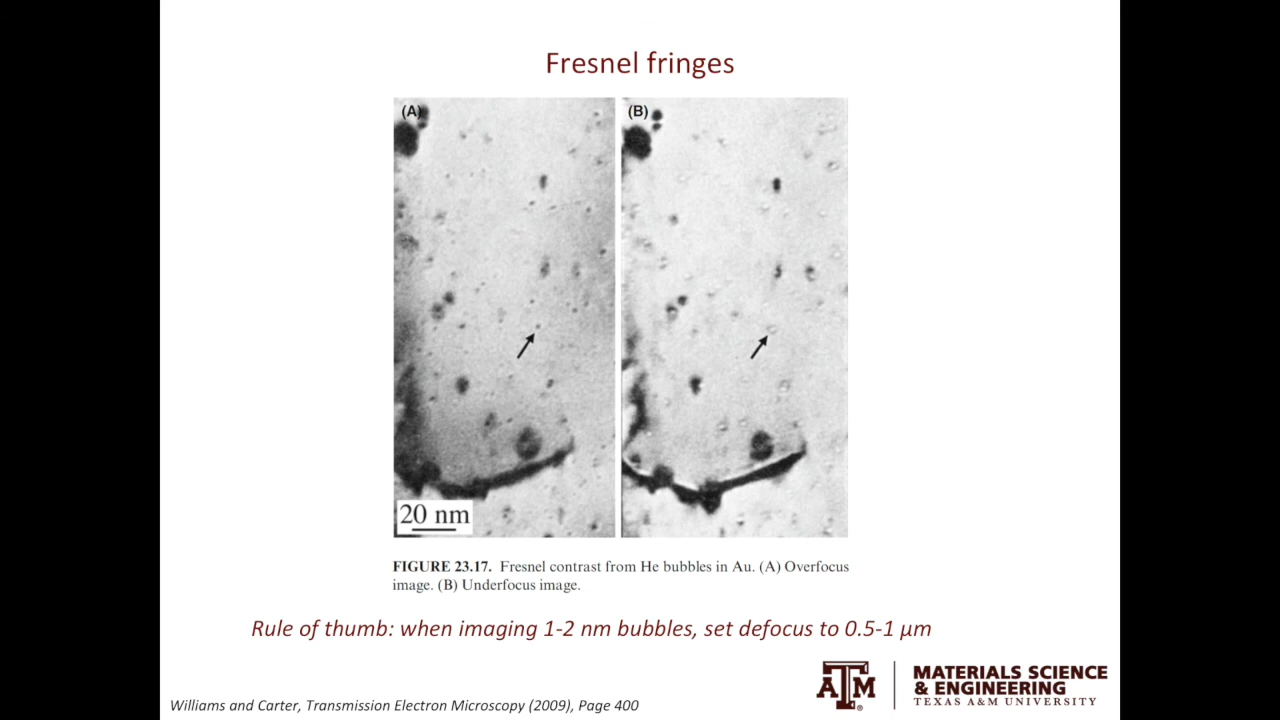 Fresnel fringes
(A)
(B)
20 nm
FIGURE 23.17. Fresnel contrast from He bubbles in Au. (A) Overfocus
image. (B) Underfocus image.
Rule of thumb: when imaging 1-2 nm bubbles, set defocus to 0.5-1 μm
ATM
MATERIALS SCIENCE
& ENGINEERING
TEXAS A&M UNIVERSITY
Williams and Carter, Transmission Electron Microscopy (2009), Page 400